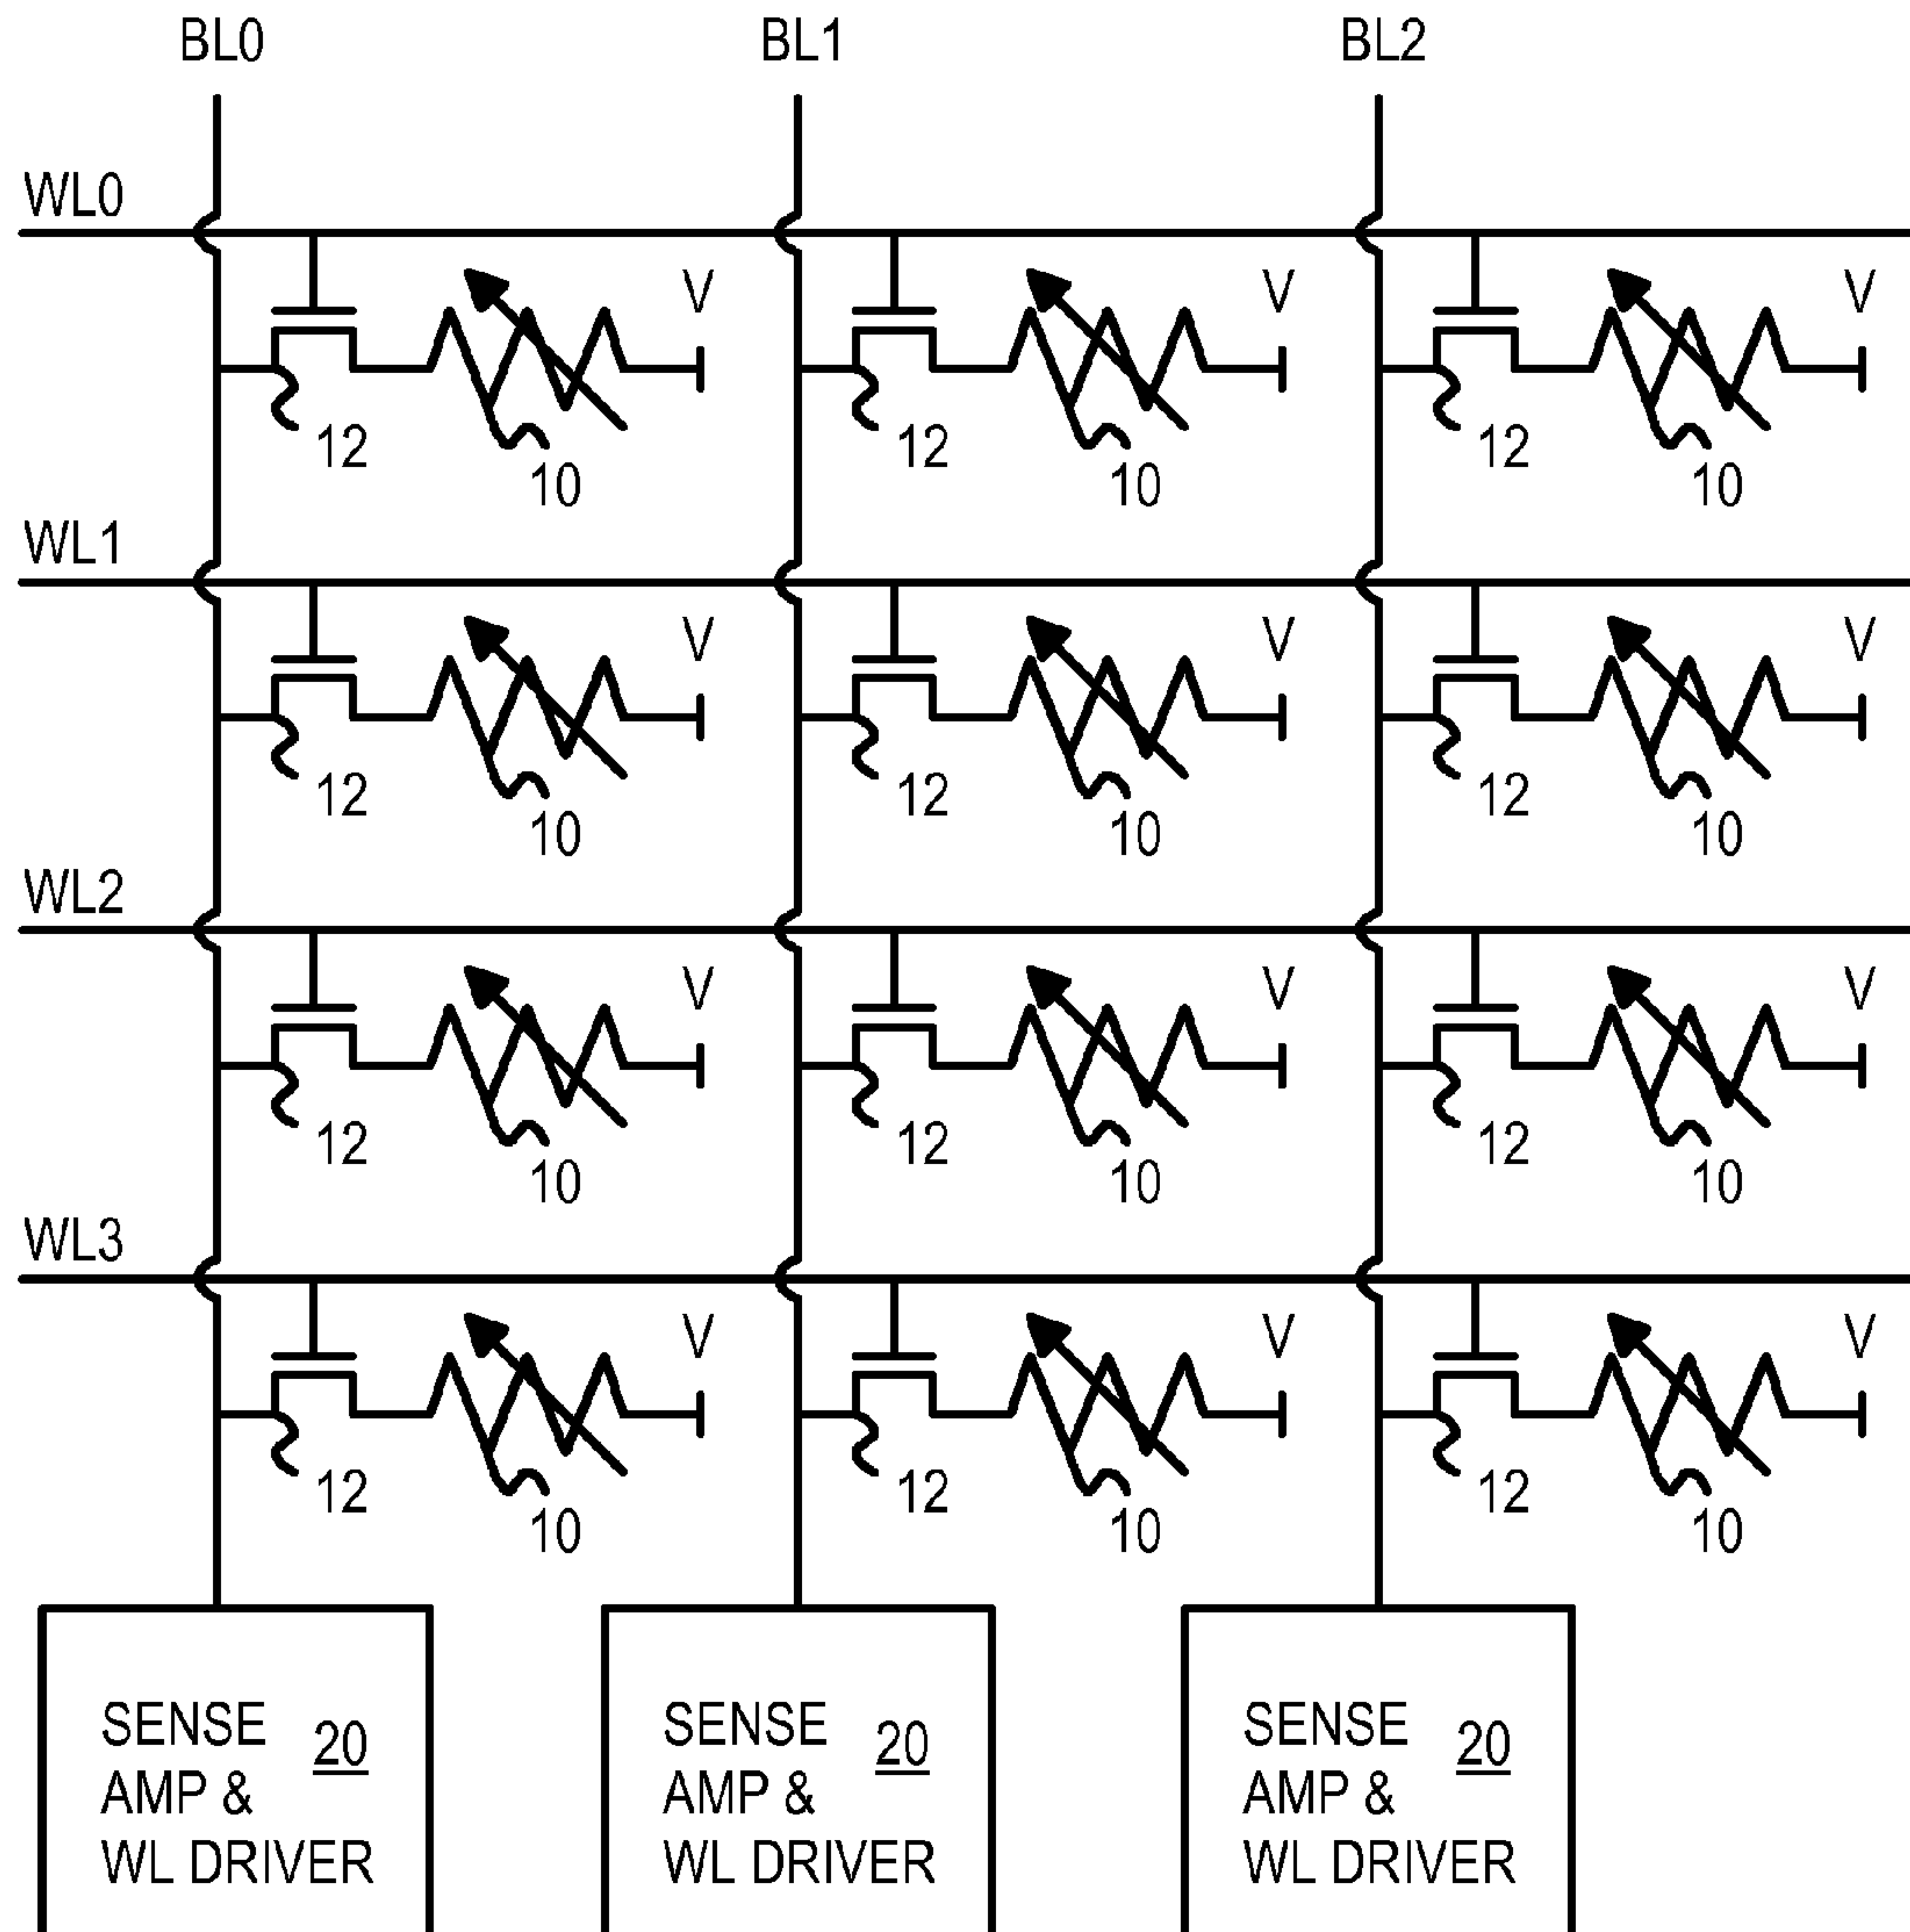 BL0 BL1 BL2
WL0
V V V
12 12 12
10 10 10
WL1
V V V
12 12 12
10 10 10
WL2
V V V
12 12 12
10 10 10
WL3
V V V
12 12 12
10 10 10
SENSE 20 SENSE 20 SENSE 20
AMP & AMP & AMP &
WL DRIVER WL DRIVER WL DRIVER